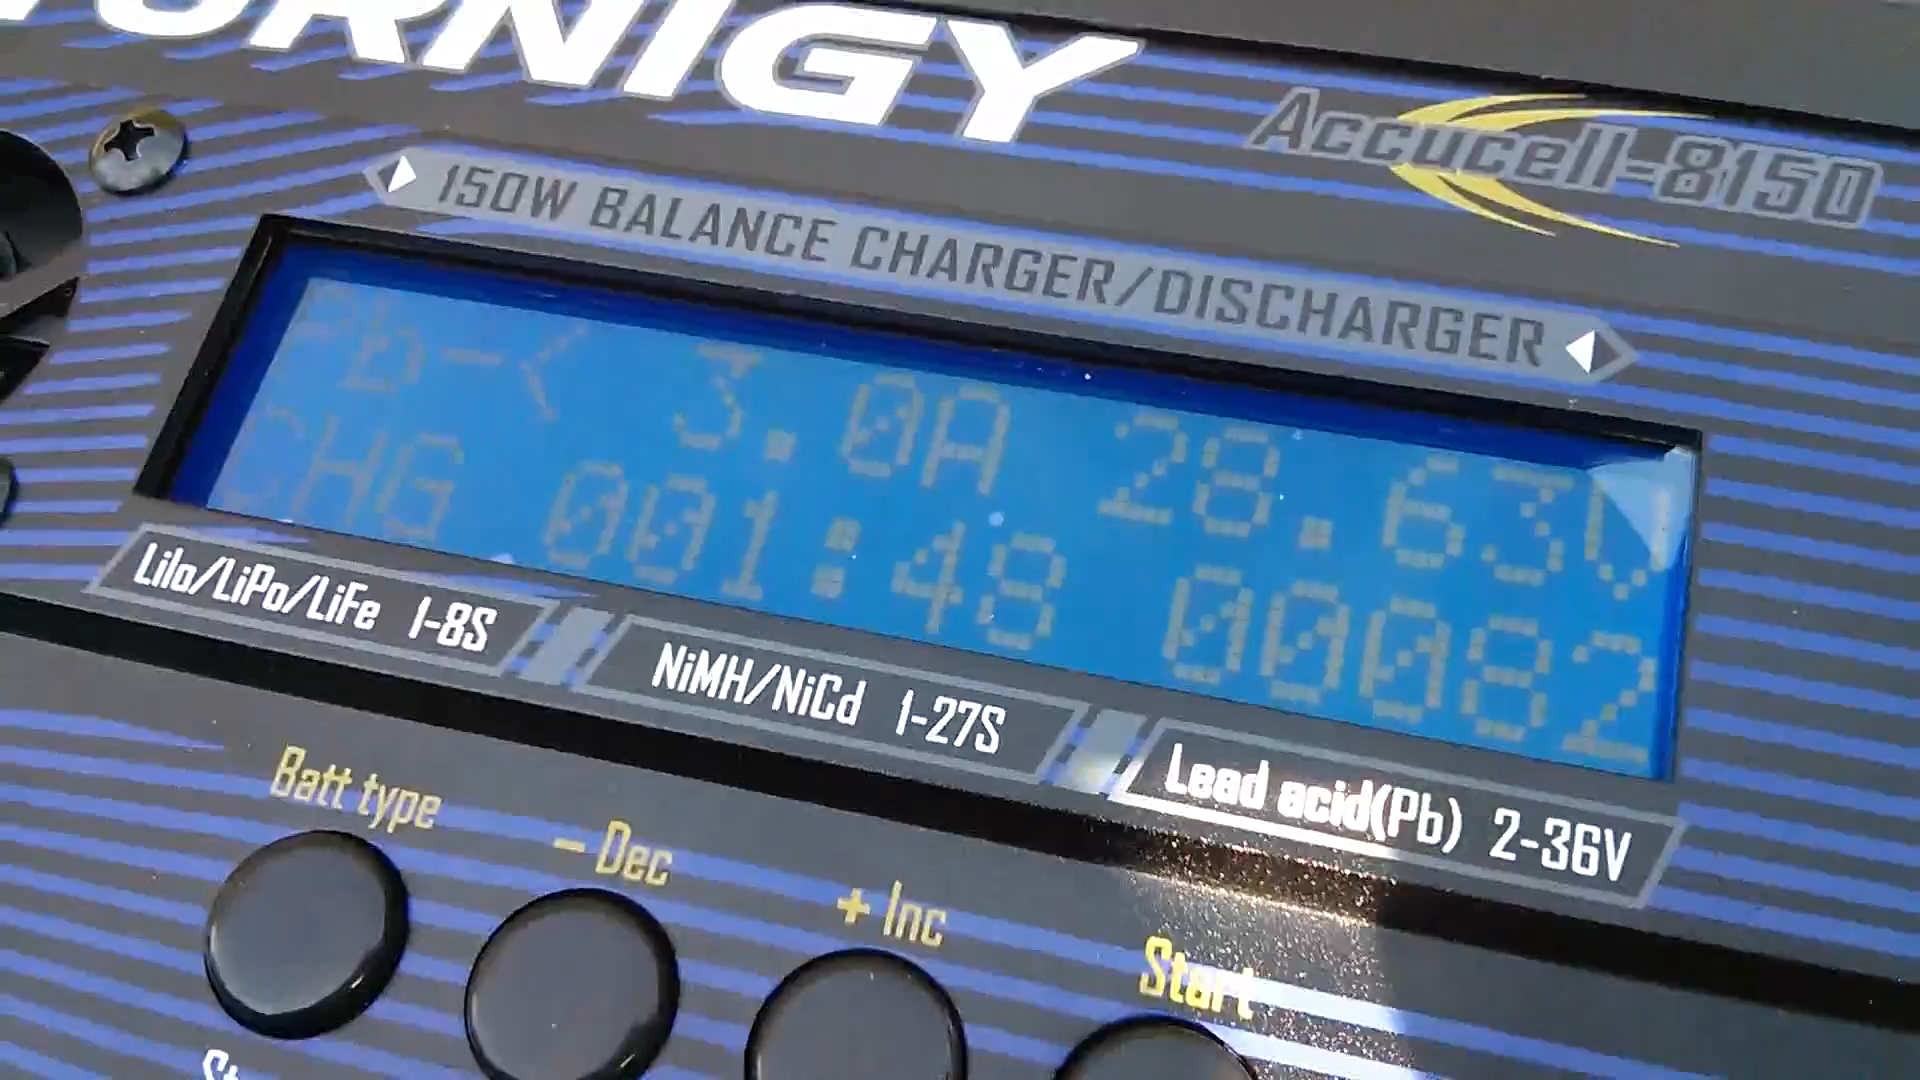 TURNIGY
Accucell-8150
150W BALANCE CHARGER/DISCHARGER
Pb-< 3.0A 28.63V
CHG 001:48 00082
LiIo/LiPo/LiFe 1-8S
NiMH/NiCd 1-27S
Lead acid(Pb) 2-36V
Batt type
- Dec
+ Inc
Start